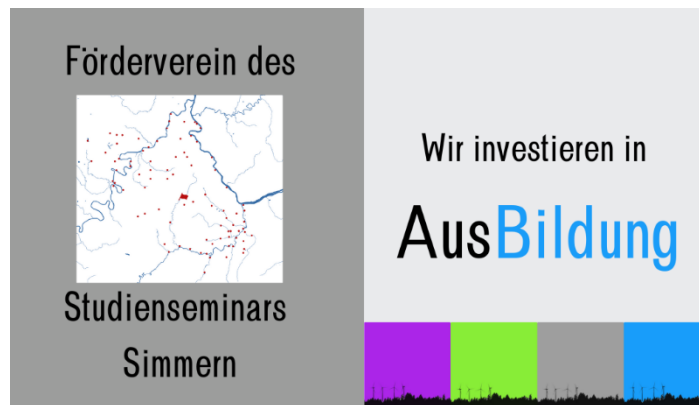 Förderverein des
Studienseminars
Simmern
Wir investieren in
AusBildung